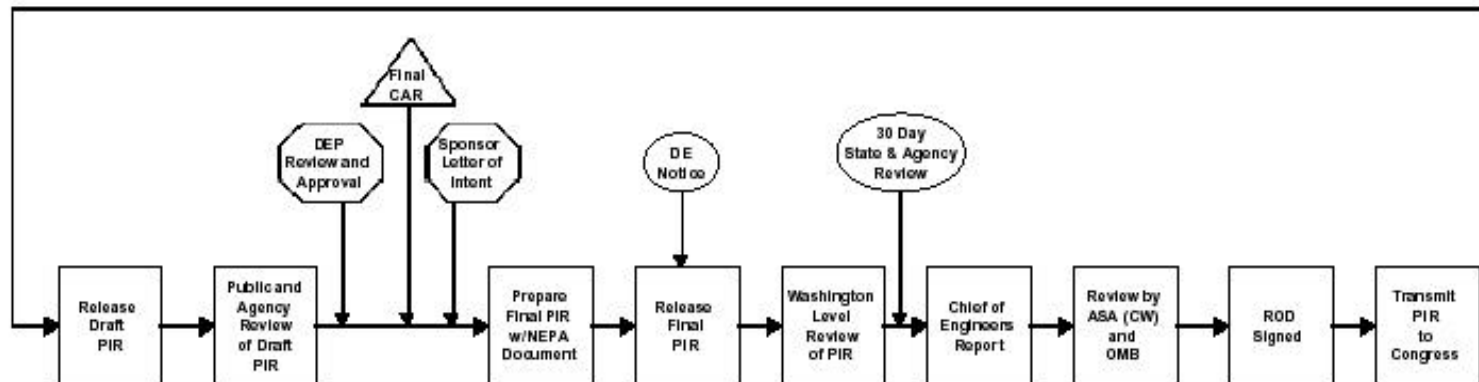 Final
CAR
DEP
Review and
Approval
Sponsor
Letter of
Intent
DE
Notice
30 Day
State & Agency
Review
Release
Draft
PIR
Public and
Agency
Review
of Draft
PIR
Prepare
Final PIR
w/NEPA
Document
Release
Final
PIR
Washington
Level
Review
of PIR
Chief of
Engineers
Report
Review by
ASA (CW)
and
OMB
ROD
Signed
Transmit
PIR
to
Congress